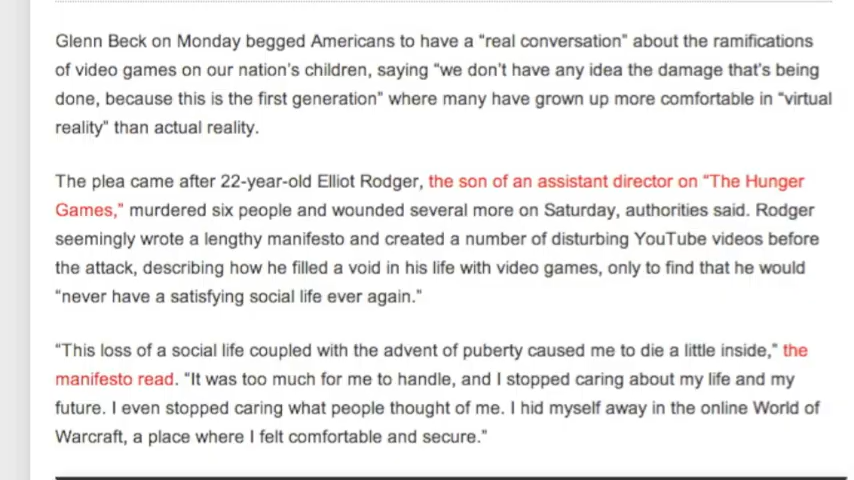 Glenn Beck on Monday begged Americans to have a “real conversation” about the ramifications
of video games on our nation’s children, saying “we don’t have any idea the damage that’s being
done, because this is the first generation” where many have grown up more comfortable in “virtual
reality” than actual reality.
The plea came after 22-year-old Elliot Rodger, the son of an assistant director on “The Hunger
Games,” murdered six people and wounded several more on Saturday, authorities said. Rodger
seemingly wrote a lengthy manifesto and created a number of disturbing YouTube videos before
the attack, describing how he filled a void in his life with video games, only to find that he would
“never have a satisfying social life ever again.”
“This loss of a social life coupled with the advent of puberty caused me to die a little inside,” the
manifesto read. “It was too much for me to handle, and I stopped caring about my life and my
future. I even stopped caring what people thought of me. I hid myself away in the online World of
Warcraft, a place where I felt comfortable and secure.”